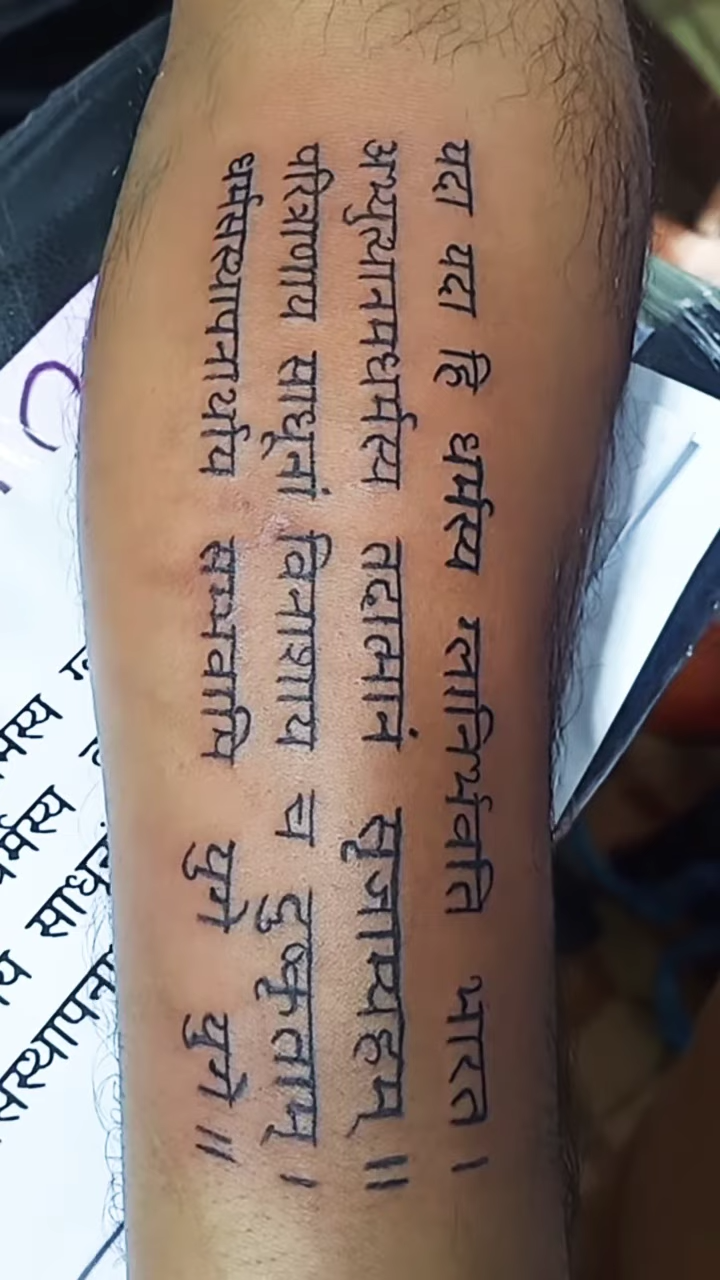 यदा यदा हि धर्मस्य ग्लानिर्भवति भारत ।
अभ्युत्थानमधर्मस्य तदात्मानं सृजाम्यहम् ॥
परित्राणाय साधूनां विनाशाय च दुष्कृताम् ।
धर्मसंस्थापनार्थाय सम्भवामि युगे युगे ॥